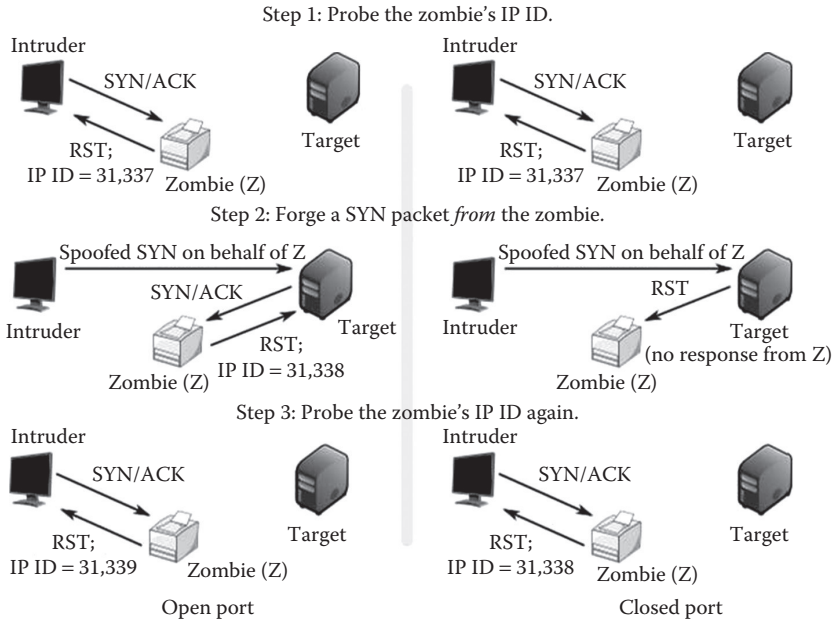 Step 1: Probe the zombie's IP ID.
Intruder
SYN/ACK
Target
RST;
IP ID = 31,337
Zombie (Z)
Intruder
SYN/ACK
Target
RST;
IP ID = 31,337
Zombie (Z)
Step 2: Forge a SYN packet from the zombie.
Spoofed SYN on behalf of Z
SYN/ACK
Intruder
Target
RST;
IP ID = 31,338
Zombie (Z)
Spoofed SYN on behalf of Z
RST
Intruder
Target
(no response from Z)
Zombie (Z)
Step 3: Probe the zombie's IP ID again.
Intruder
SYN/ACK
Target
RST;
IP ID = 31,339
Zombie (Z)
Open port
Intruder
SYN/ACK
Target
RST;
IP ID = 31,338
Zombie (Z)
Closed port